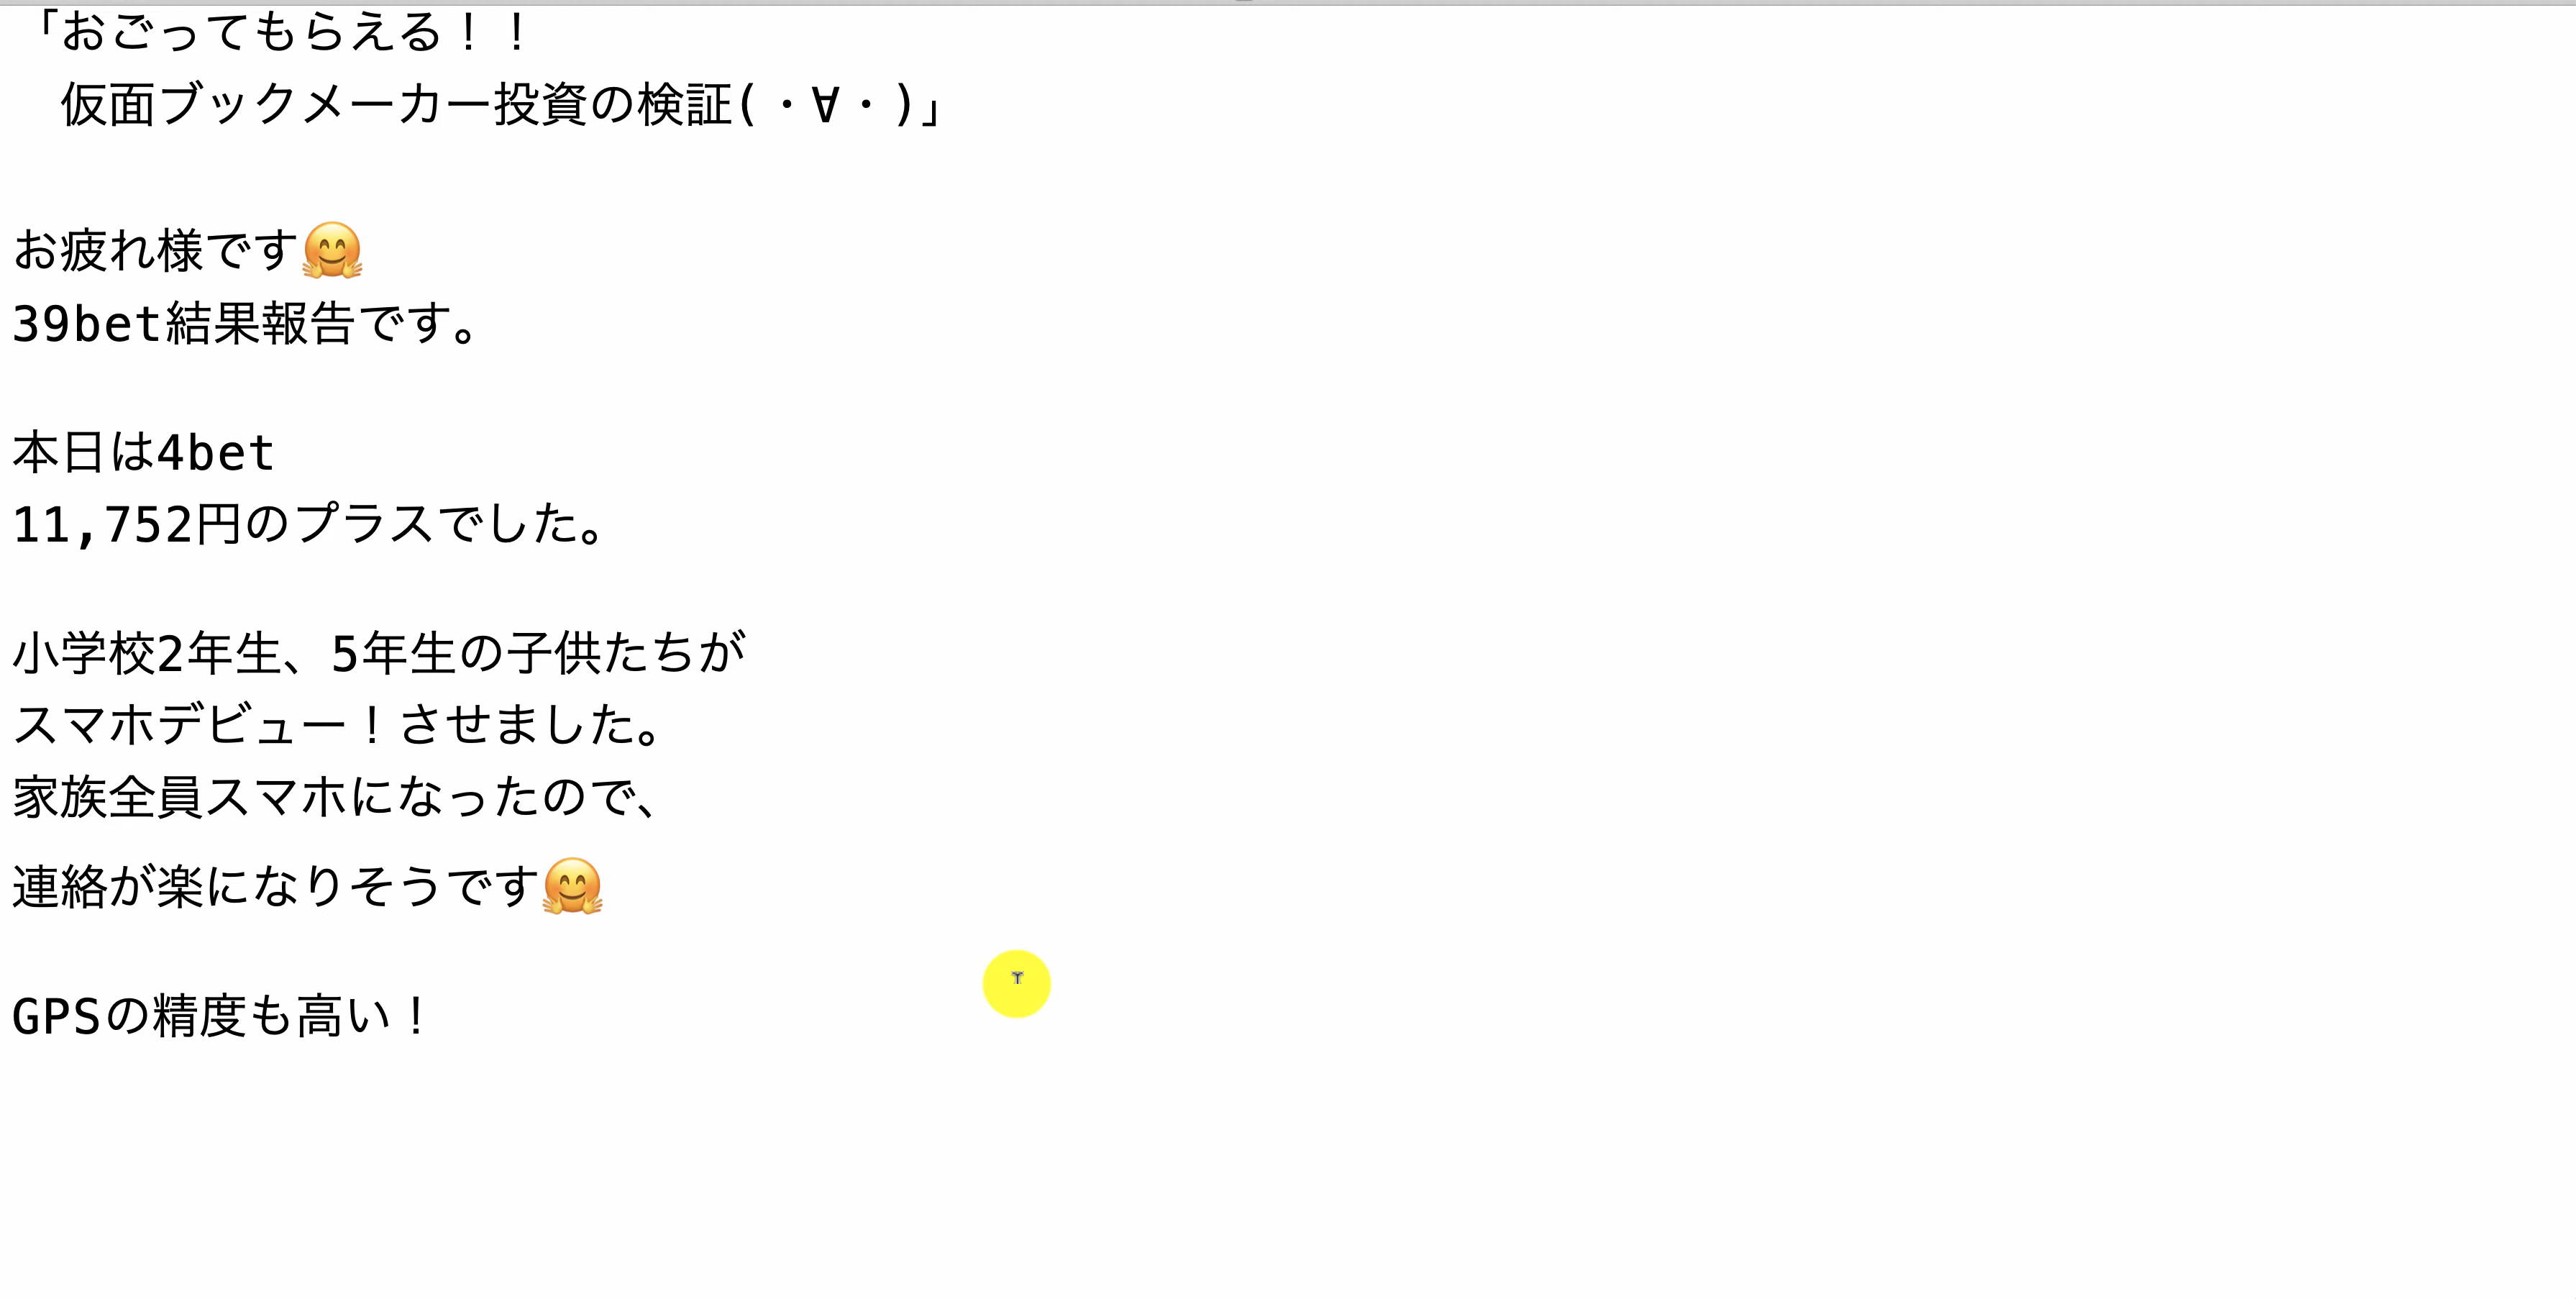 「おごってもらえる！！
　仮面ブックメーカー投資の検証(・∀・)」
お疲れ様です🤗
39bet結果報告です。
本日は4bet
11,752円のプラスでした。
小学校2年生、5年生の子供たちが
スマホデビュー！させました。
家族全員スマホになったので、
連絡が楽になりそうです🤗
GPSの精度も高い！